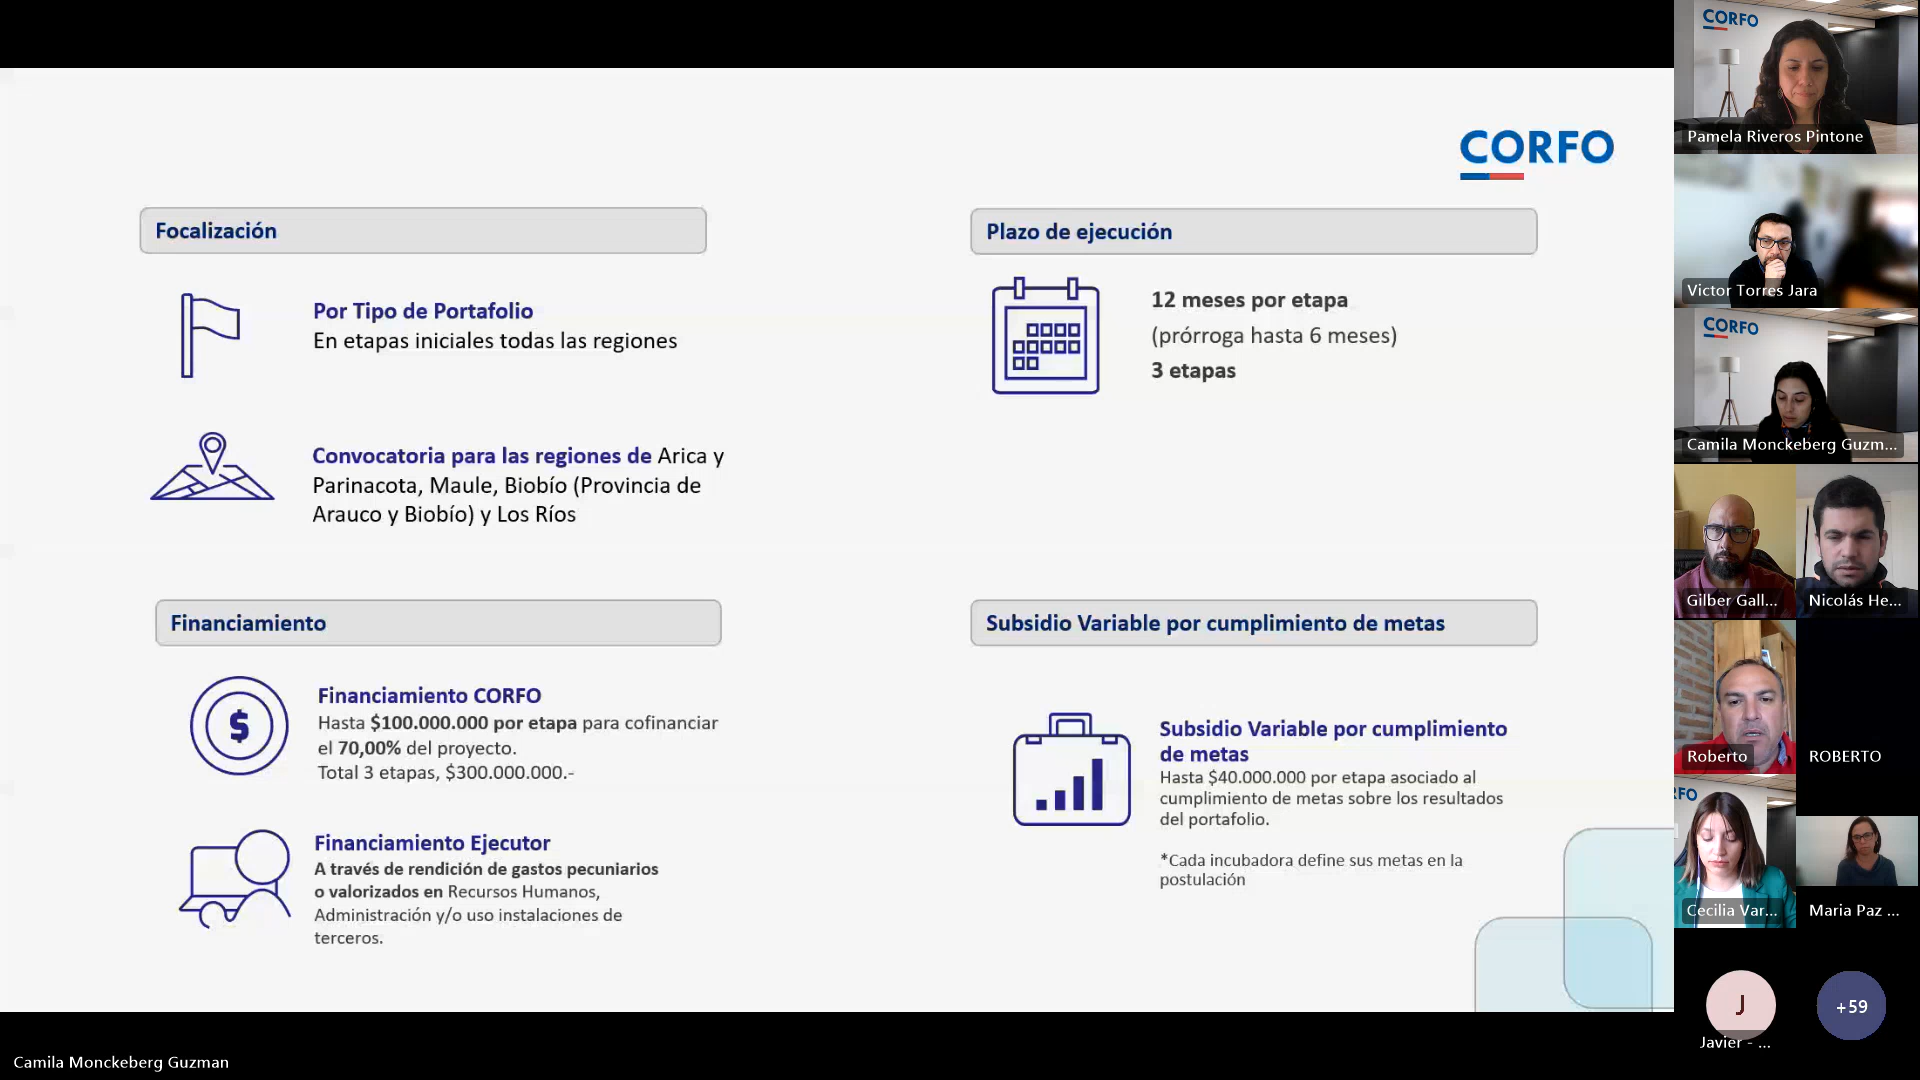 CORFO
Focalización
Por Tipo de Portafolio
En etapas iniciales todas las regiones
Convocatoria para las regiones de Arica y
Parinacota, Maule, Biobío (Provincia de
Arauco y Biobío) y Los Ríos
Plazo de ejecución
12 meses por etapa
(prórroga hasta 6 meses)
3 etapas
Financiamiento
Financiamiento CORFO
Hasta $100.000.000 por etapa para cofinanciar
el 70,00% del proyecto.
Total 3 etapas, $300.000.000.-
Financiamiento Ejecutor
A través de rendición de gastos pecuniarios
o valorizados en Recursos Humanos,
Administración y/o uso instalaciones de
terceros.
Subsidio Variable por cumplimiento de metas
Subsidio Variable por cumplimiento
de metas
Hasta $40.000.000 por etapa asociado al
cumplimiento de metas sobre los resultados
del portafolio.
*Cada incubadora define sus metas en la
postulación
Camila Monckeberg Guzman
CORFO
Pamela Riveros Pintone
Victor Torres Jara
CORFO
Camila Monckeberg Guzm...
Gilber Gall...
Nicolás He...
Roberto
ROBERTO
RFO
Cecilia Var...
Maria Paz ...
J
Javier - ...
+59